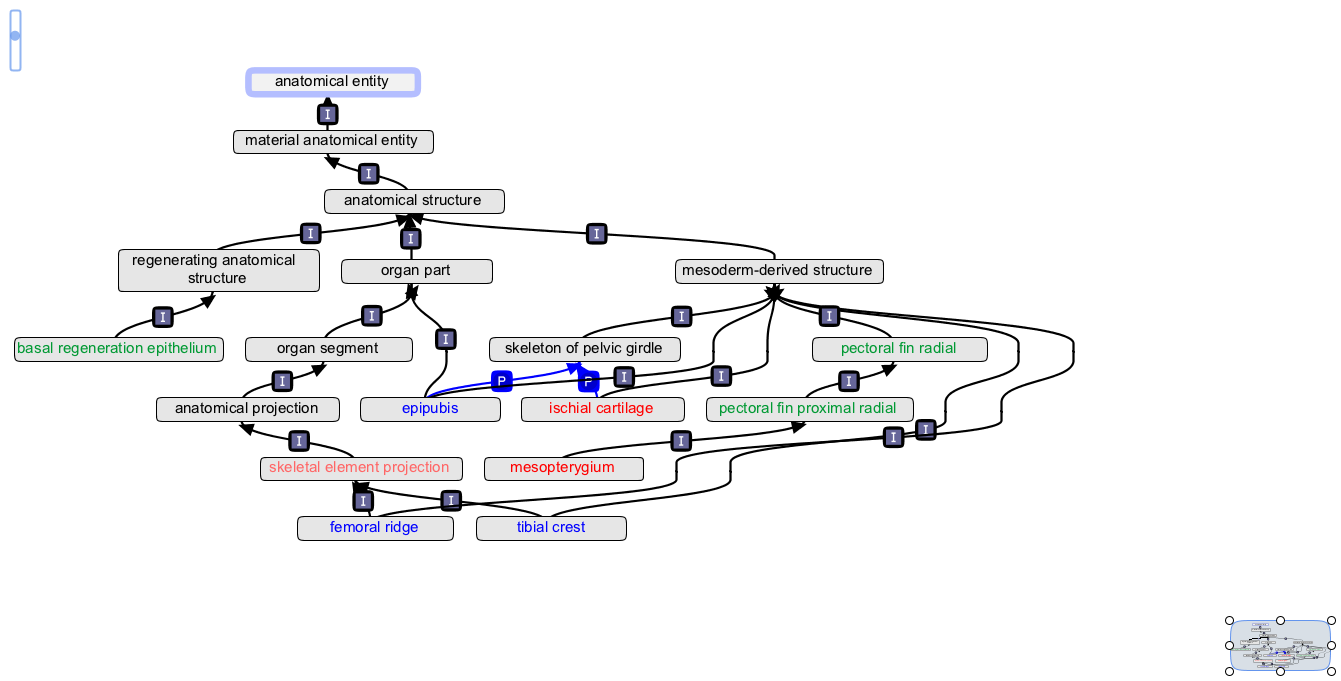 anatomical entity
I
material anatomical entity
I
anatomical structure
I
I
I
regenerating anatomical
structure
organ part
mesoderm-derived structure
I
I
I
I
I
basal regeneration epithelium
organ segment
skeleton of pelvic girdle
pectoral fin radial
I
P
I
P
I
I
anatomical projection
epipubis
ischial cartilage
pectoral fin proximal radial
I
I
I
I
skeletal element projection
mesopterygium
I
I
femoral ridge
tibial crest